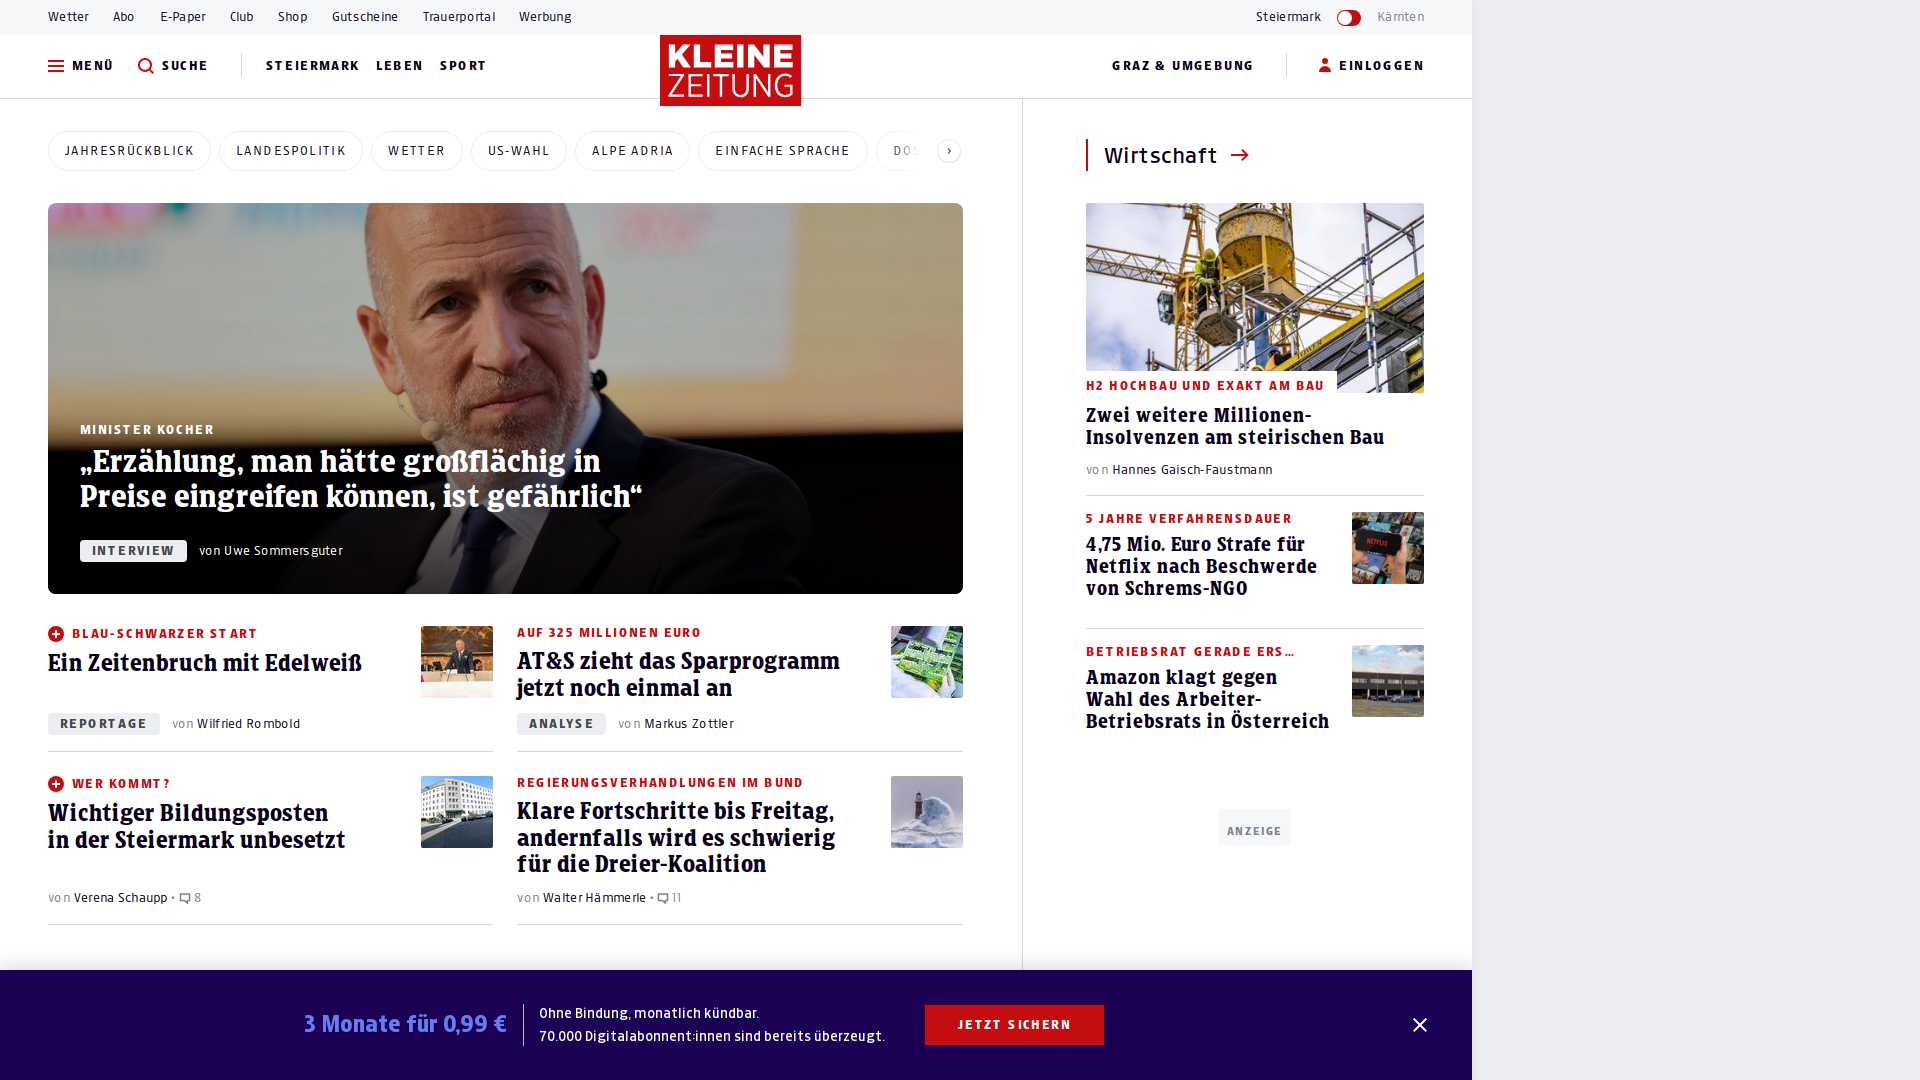 Wetter Abo E-Paper Club Shop Gutscheine Trauerportal Werbung Steiermark Kärnten
MENÜ SUCHE STEIERMARK LEBEN SPORT KLEINE ZEITUNG GRAZ & UMGEBUNG EINLOGGEN
JAHRESRÜCKBLICK LANDESPOLITIK WETTER US-WAHL ALPE ADRIA EINFACHE SPRACHE
MINISTER KOCHER
„Erzählung, man hätte großflächig in
Preise eingreifen können, ist gefährlich“
INTERVIEW von Uwe Sommersguter
BLAU-SCHWARZER START
Ein Zeitenbruch mit Edelweiß
REPORTAGE von Wilfried Rombold
AUF 325 MILLIONEN EURO
AT&S zieht das Sparprogramm
jetzt noch einmal an
ANALYSE von Markus Zottler
WER KOMMT?
Wichtiger Bildungsposten
in der Steiermark unbesetzt
von Verena Schaupp • 8
REGIERUNGSVERHANDLUNGEN IM BUND
Klare Fortschritte bis Freitag,
andernfalls wird es schwierig
für die Dreier-Koalition
von Walter Hämmerle • 11
Wirtschaft
H2 HOCHBAU UND EXAKT AM BAU
Zwei weitere Millionen-
Insolvenzen am steirischen Bau
von Hannes Gaisch-Faustmann
5 JAHRE VERFAHRENSDAUER
4,75 Mio. Euro Strafe für
Netflix nach Beschwerde
von Schrems-NGO
BETRIEBSRAT GERADE ERS...
Amazon klagt gegen
Wahl des Arbeiter-
Betriebsrats in Österreich
ANZEIGE
3 Monate für 0,99 €
Ohne Bindung, monatlich kündbar.
70.000 Digitalabonnent:innen sind bereits überzeugt.
JETZT SICHERN